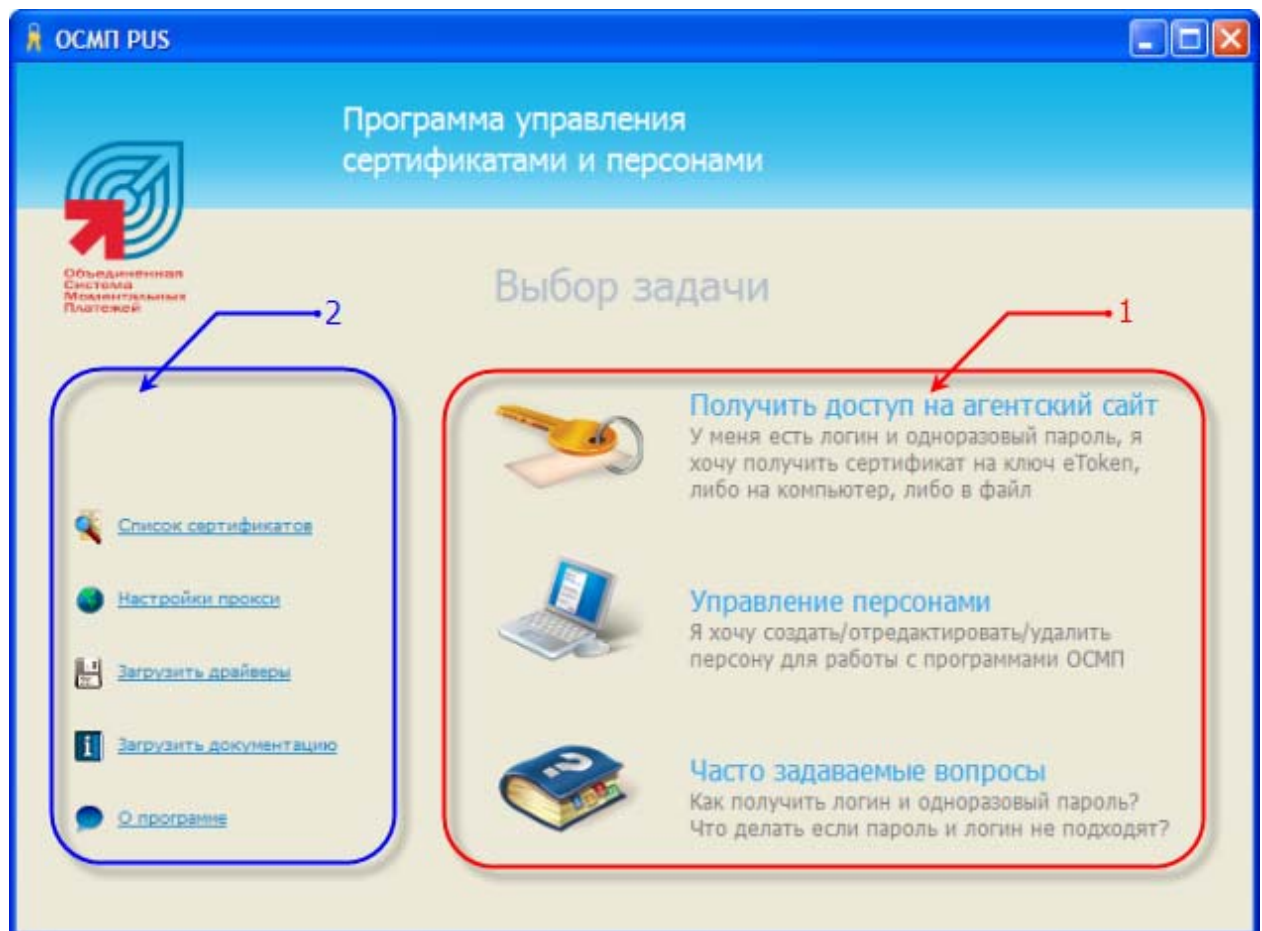 ОСМП PUS
Программа управления
сертификатами и персонами
Объединенная
Система
Моментальных
Платежей
Выбор задачи
2
1
Список сертификатов
Настройки прокси
Загрузить драйверы
Загрузить документацию
О программе
Получить доступ на агентский сайт
У меня есть логин и одноразовый пароль, я
хочу получить сертификат на ключ eToken,
либо на компьютер, либо в файл
Управление персонами
Я хочу создать/отредактировать/удалить
персону для работы с программами ОСМП
Часто задаваемые вопросы
Как получить логин и одноразовый пароль?
Что делать если пароль и логин не подходят?